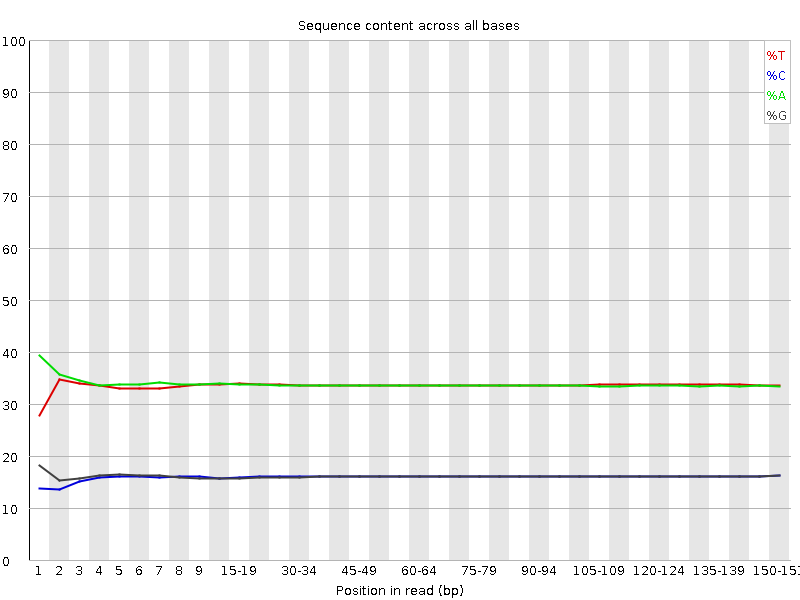 Sequence content across all bases
100
90
80
70
60
50
40
30
20
10
0
%T
%C
%A
%G
1 2 3 4 5 6 7 8 9 15-19 30-34 45-49 60-64 75-79 90-94 105-109 120-124 135-139 150-151
Position in read (bp)